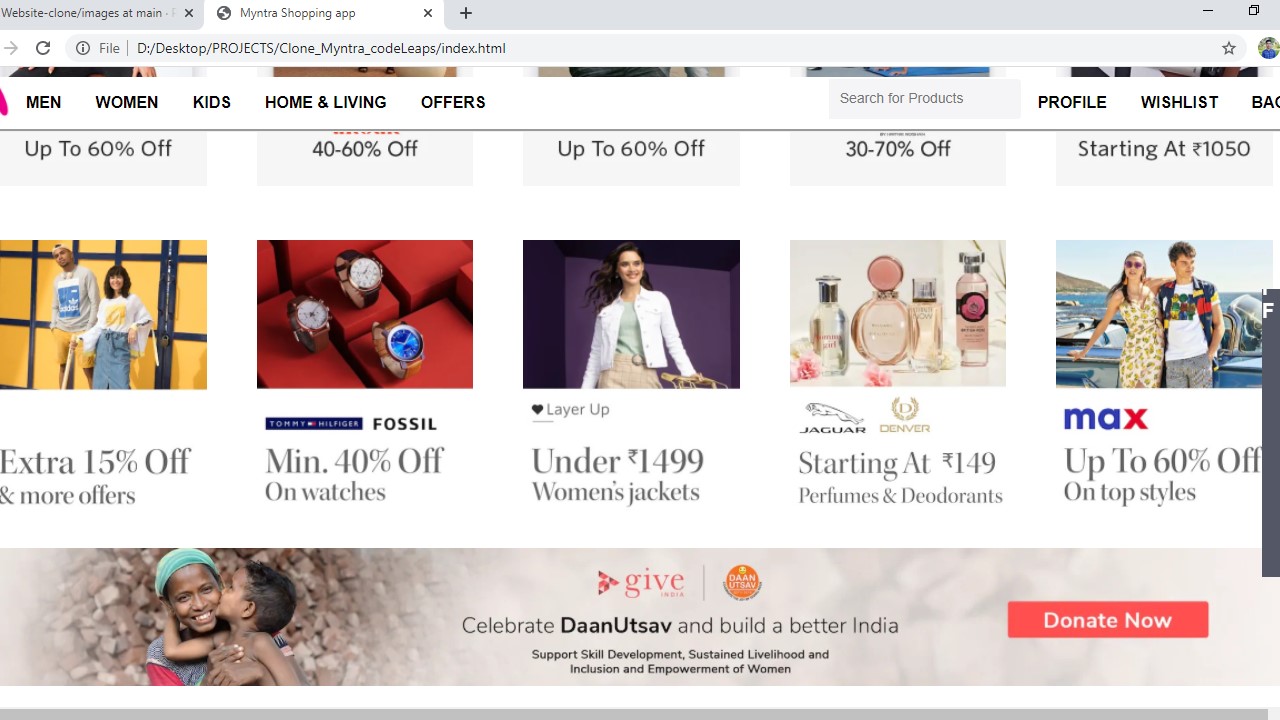 Website-clone/images at main ·
Myntra Shopping app
File
D:/Desktop/PROJECTS/Clone_Myntra_codeLeaps/index.html
MEN WOMEN KIDS HOME & LIVING OFFERS
Search for Products
PROFILE WISHLIST BAG
Up To 60% Off
40-60% Off
Up To 60% Off
30-70% Off
Starting At ₹1050
adidas
F
TOMMY HILFIGER FOSSIL
Layer Up
JAGUAR DENVER
max
Extra 15% Off
& more offers
Min. 40% Off
On watches
Under ₹1499
Women's jackets
Starting At ₹149
Perfumes & Deodorants
Up To 60% Off
On top styles
give
INDIA
DAAN
UTSAV
Celebrate DaanUtsav and build a better India
Support Skill Development, Sustained Livelihood and
Inclusion and Empowerment of Women
Donate Now